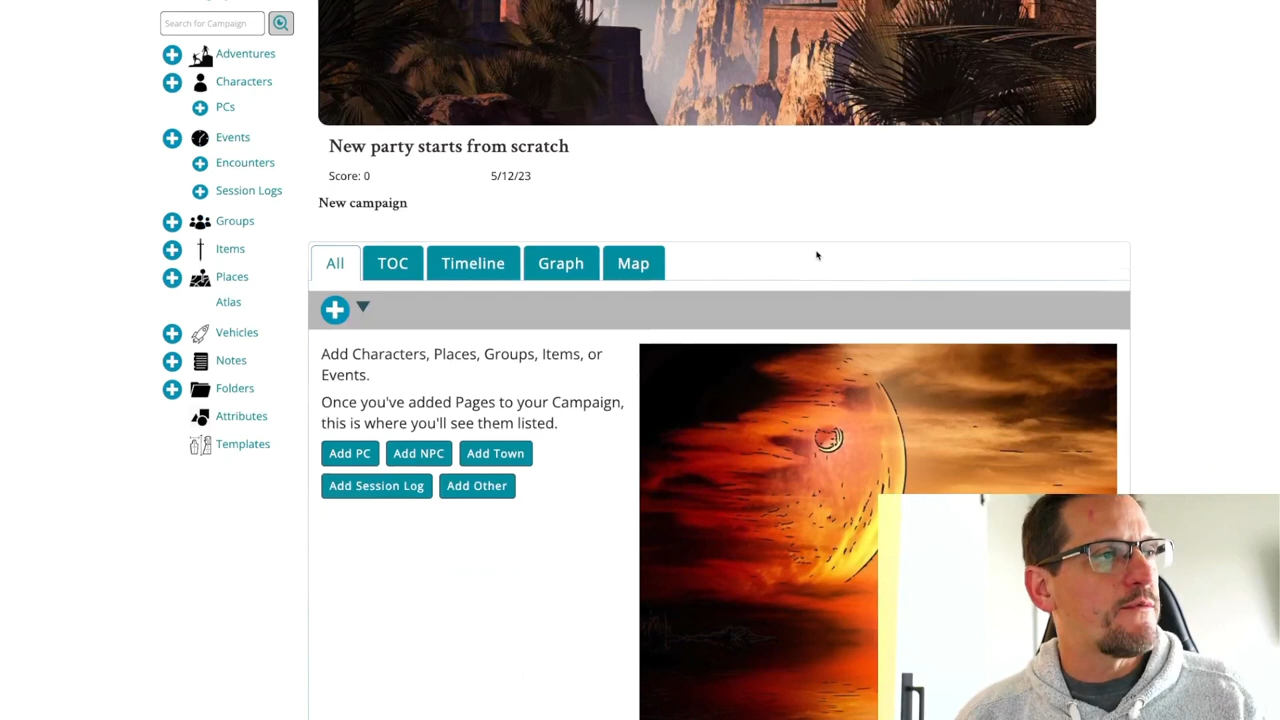 Search for Campaign
Adventures
Characters
PCs
Events
Encounters
Session Logs
Groups
Items
Places
Atlas
Vehicles
Notes
Folders
Attributes
Templates
New party starts from scratch
Score: 0 5/12/23
New campaign
All TOC Timeline Graph Map
Add Characters, Places, Groups, Items, or
Events.
Once you've added Pages to your Campaign,
this is where you'll see them listed.
Add PC Add NPC Add Town
Add Session Log Add Other